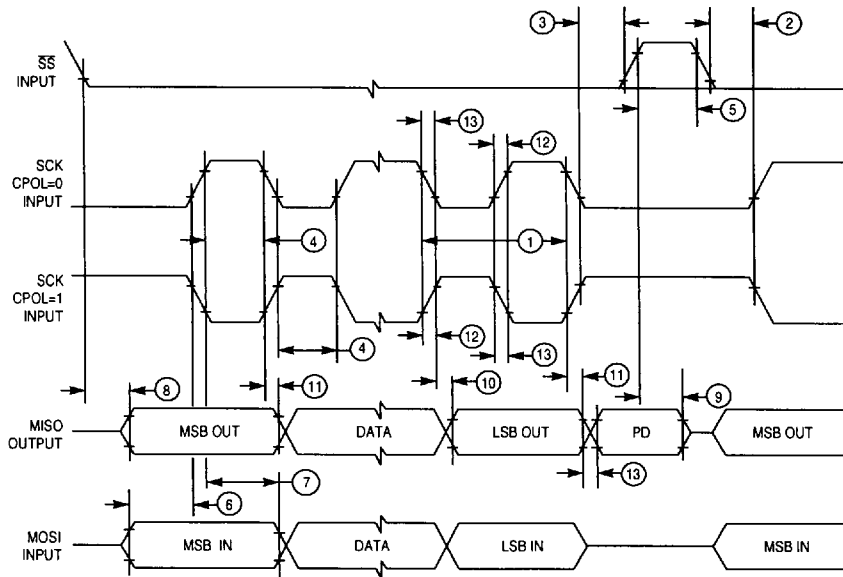 3 2
SS
INPUT
5
13
12
SCK
CPOL=0
INPUT
4 1
SCK
CPOL=1
INPUT
12
4 13
8 11 10 11 9
MISO
OUTPUT
MSB OUT DATA LSB OUT PD MSB OUT
7 13
6
MOSI
INPUT
MSB IN DATA LSB IN MSB IN